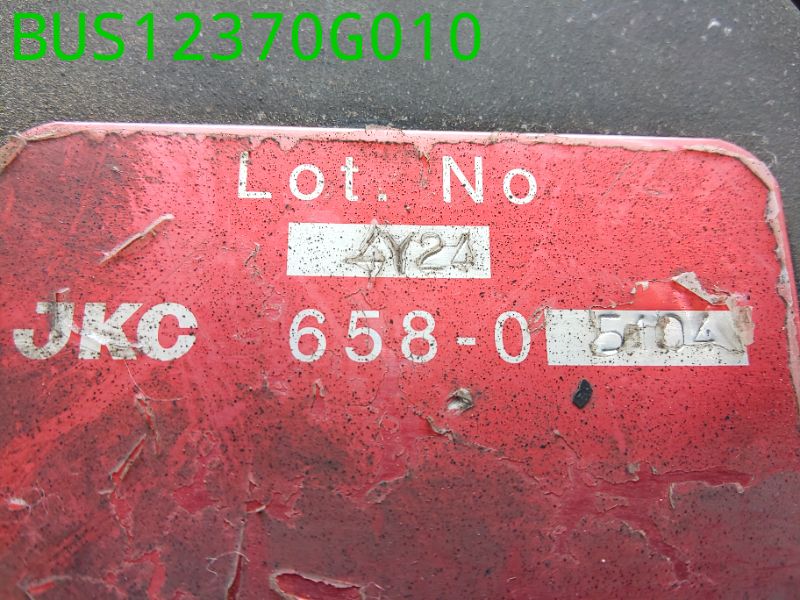 BUS12370G010
Lot. No
4Y24
JKC 658-0 5104